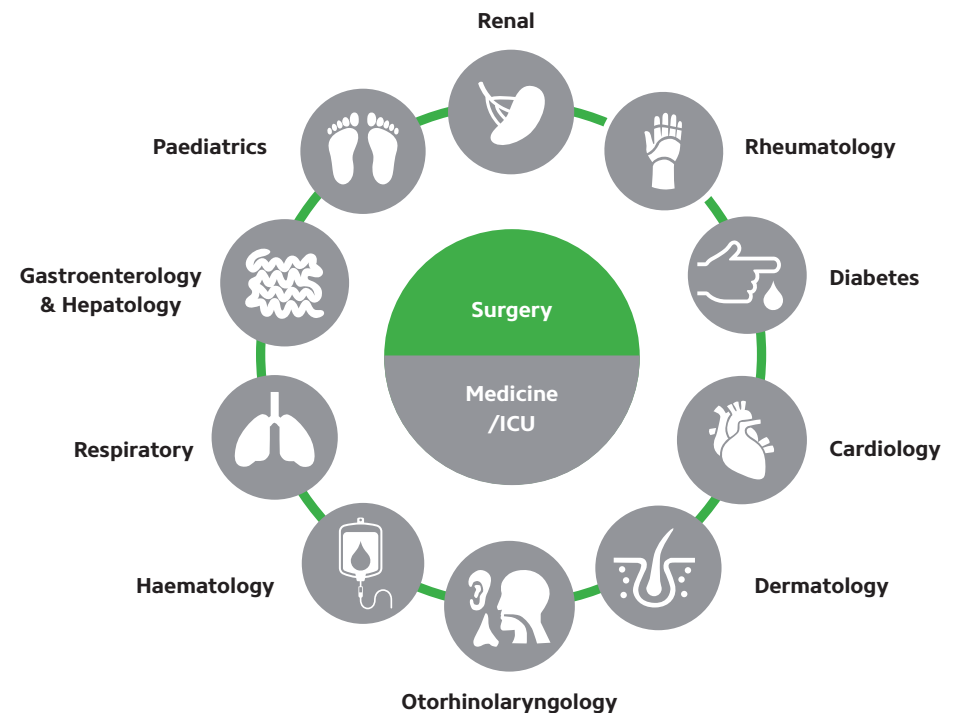 Renal
Paediatrics
Rheumatology
Gastroenterology
& Hepatology
Diabetes
Surgery
Medicine
/ICU
Respiratory
Cardiology
Haematology
Dermatology
Otorhinolaryngology